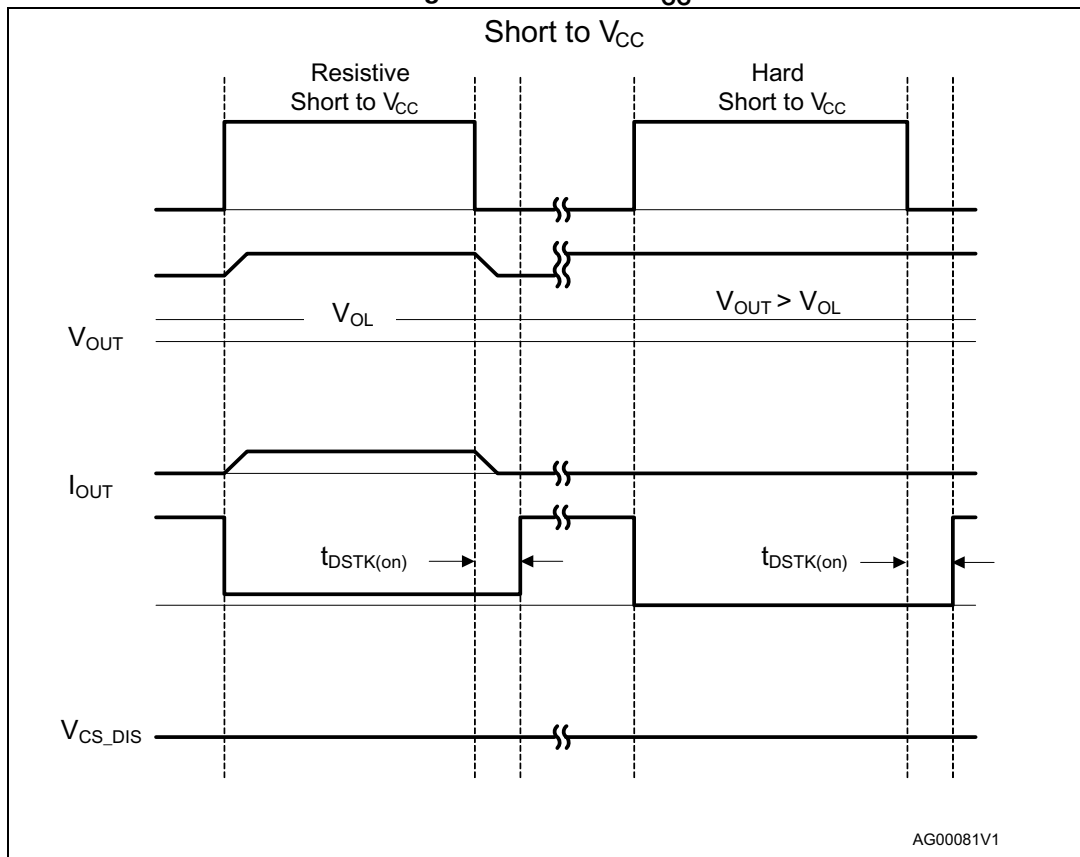 Short to VCC
Resistive
Short to VCC
Hard
Short to VCC
VOL
VOUT > VOL
VOUT
IOUT
tDSTK(on)
tDSTK(on)
VCS_DIS
AG00081V1